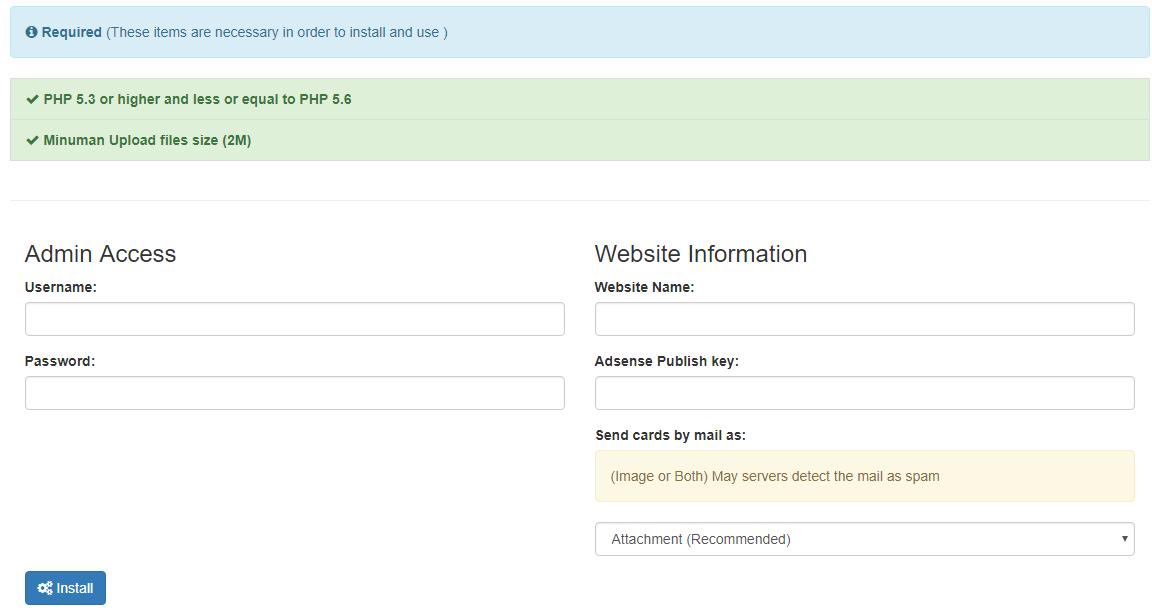 Required (These items are necessary in order to install and use )
PHP 5.3 or higher and less or equal to PHP 5.6
Minuman Upload files size (2M)
Admin Access
Username:
Password:
Website Information
Website Name:
Adsense Publish key:
Send cards by mail as:
(Image or Both) May servers detect the mail as spam
Attachment (Recommended)
Install